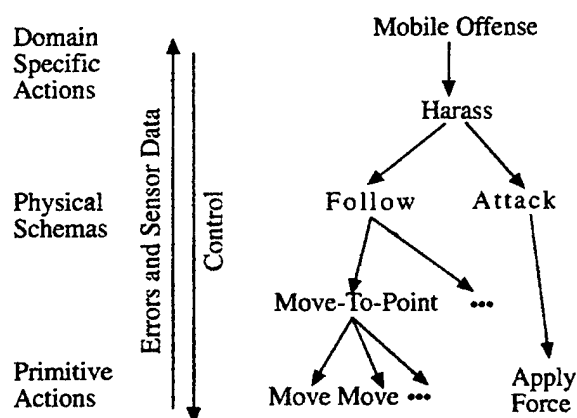 Domain
Specific
Actions
Physical
Schemas
Primitive
Actions
Errors and Sensor Data
Control
Mobile Offense
Harass
Follow
Attack
Move-To-Point
•••
Move Move •••
Apply
Force